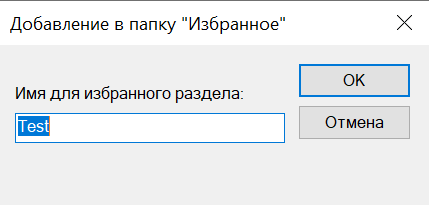 Добавление в папку "Избранное"
Имя для избранного раздела:
OK
Test
Отмена